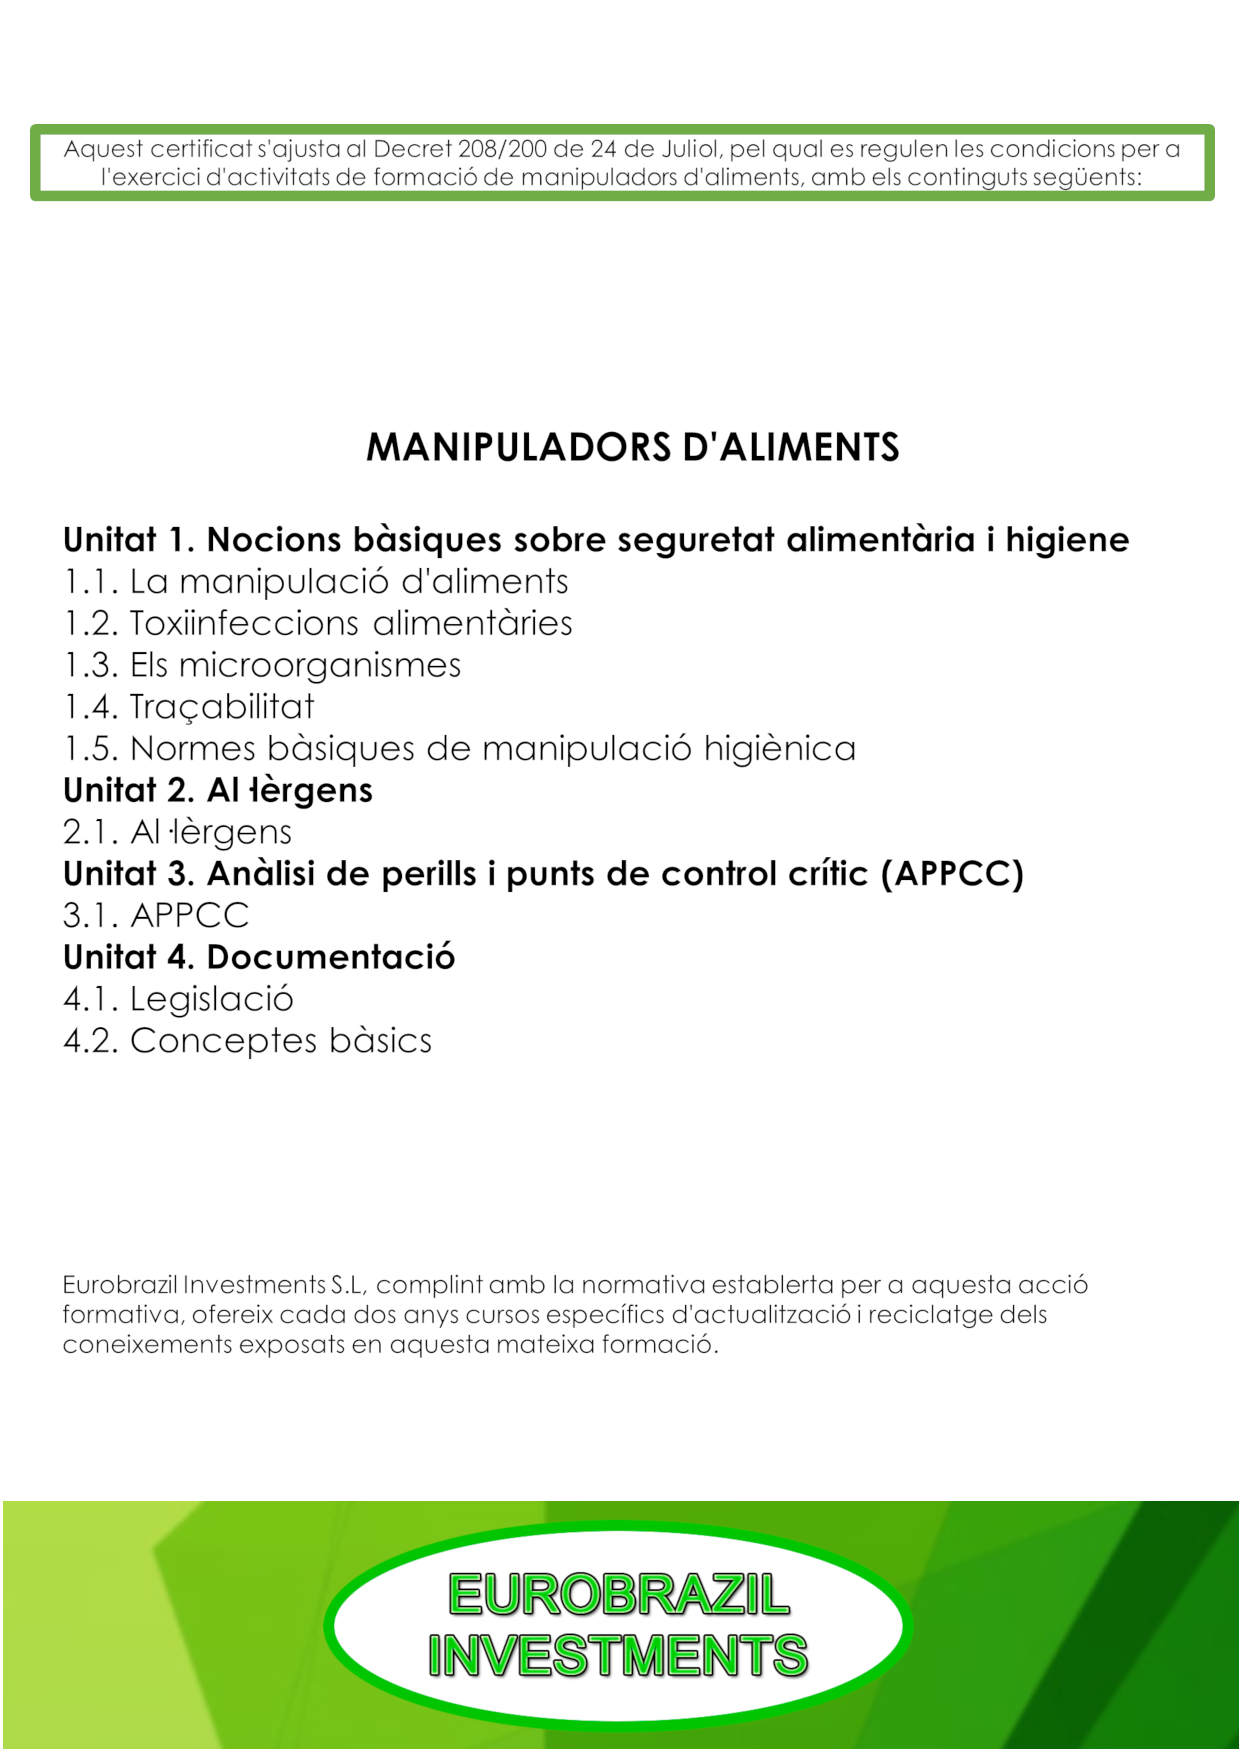 Aquest certificat s'ajusta al Decret 208/200 de 24 de Juliol, pel qual es regulen les condicions per a
l'exercici d'activitats de formació de manipuladors d'aliments, amb els continguts següents:
MANIPULADORS D'ALIMENTS
Unitat 1. Nocions bàsiques sobre seguretat alimentària i higiene
1.1. La manipulació d'aliments
1.2. Toxiinfeccions alimentàries
1.3. Els microorganismes
1.4. Traçabilitat
1.5. Normes bàsiques de manipulació higiènica
Unitat 2. Al·lèrgens
2.1. Al·lèrgens
Unitat 3. Anàlisi de perills i punts de control crític (APPCC)
3.1. APPCC
Unitat 4. Documentació
4.1. Legislació
4.2. Conceptes bàsics
Eurobrazil Investments S.L, complint amb la normativa establerta per a aquesta acció
formativa, ofereix cada dos anys cursos específics d'actualització i reciclatge dels
coneixements exposats en aquesta mateixa formació.
EUROBRAZIL
INVESTMENTS